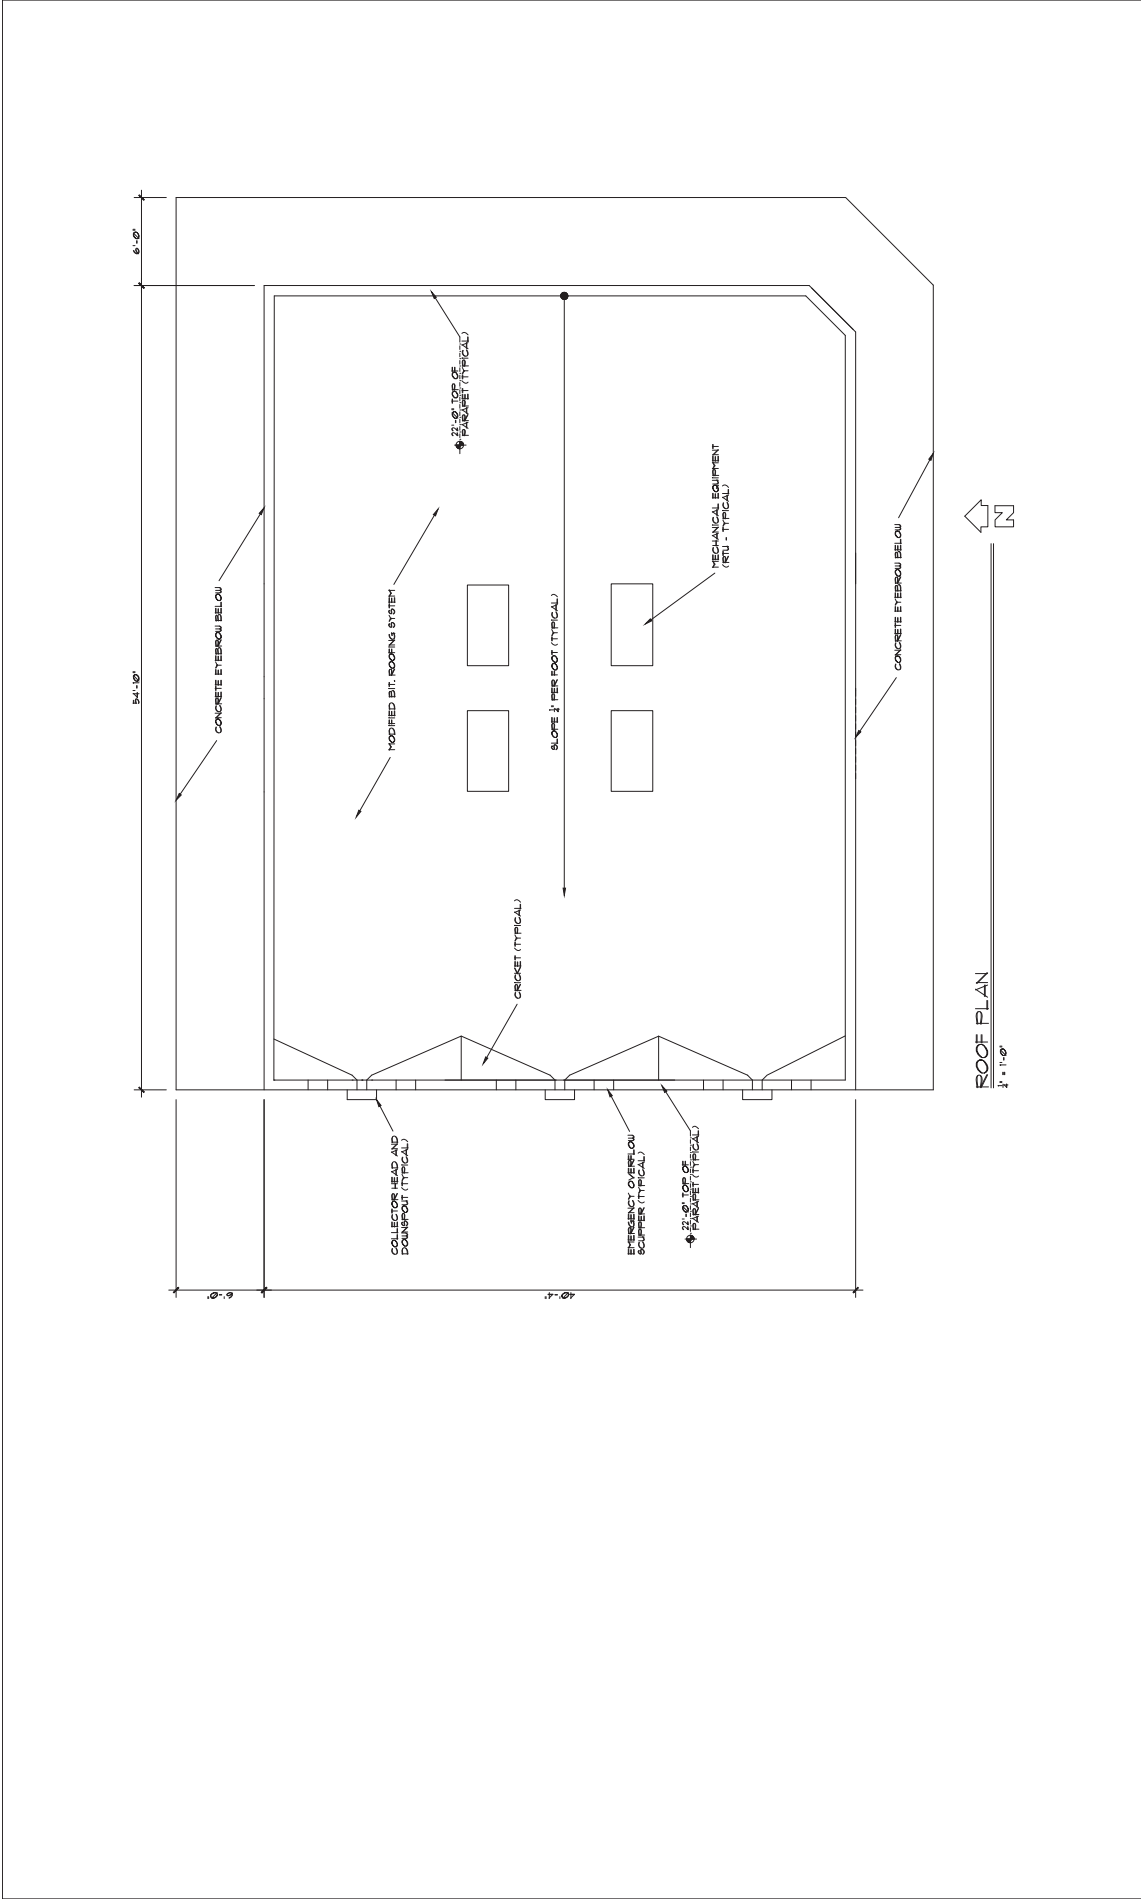 54'-10"
6'-0"
CONCRETE EYEBROW BELOW
6'-0"
MODIFIED BIT. ROOFING SYSTEM
COLLECTOR HEAD AND
DOWNSPOUT (TYPICAL)
22'-0" TOP OF
PARAPET (TYPICAL)
CRICKET (TYPICAL)
SLOPE ¼" PER FOOT (TYPICAL)
40'-4"
EMERGENCY OVERFLOW
SCUPPER (TYPICAL)
MECHANICAL EQUIPMENT
(RTU - TYPICAL)
22'-0" TOP OF
PARAPET (TYPICAL)
CONCRETE EYEBROW BELOW
ROOF PLAN
¼" = 1'-0"
N